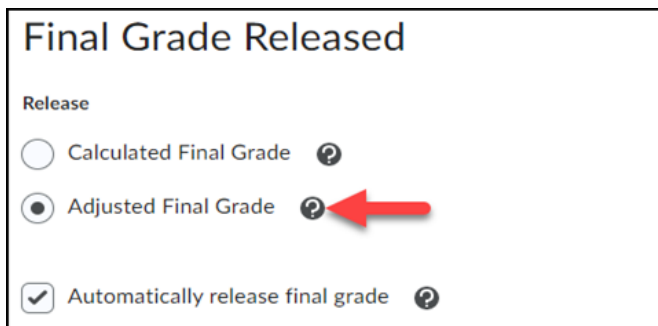 Final Grade Released
Release
Calculated Final Grade ?
Adjusted Final Grade ?
Automatically release final grade ?